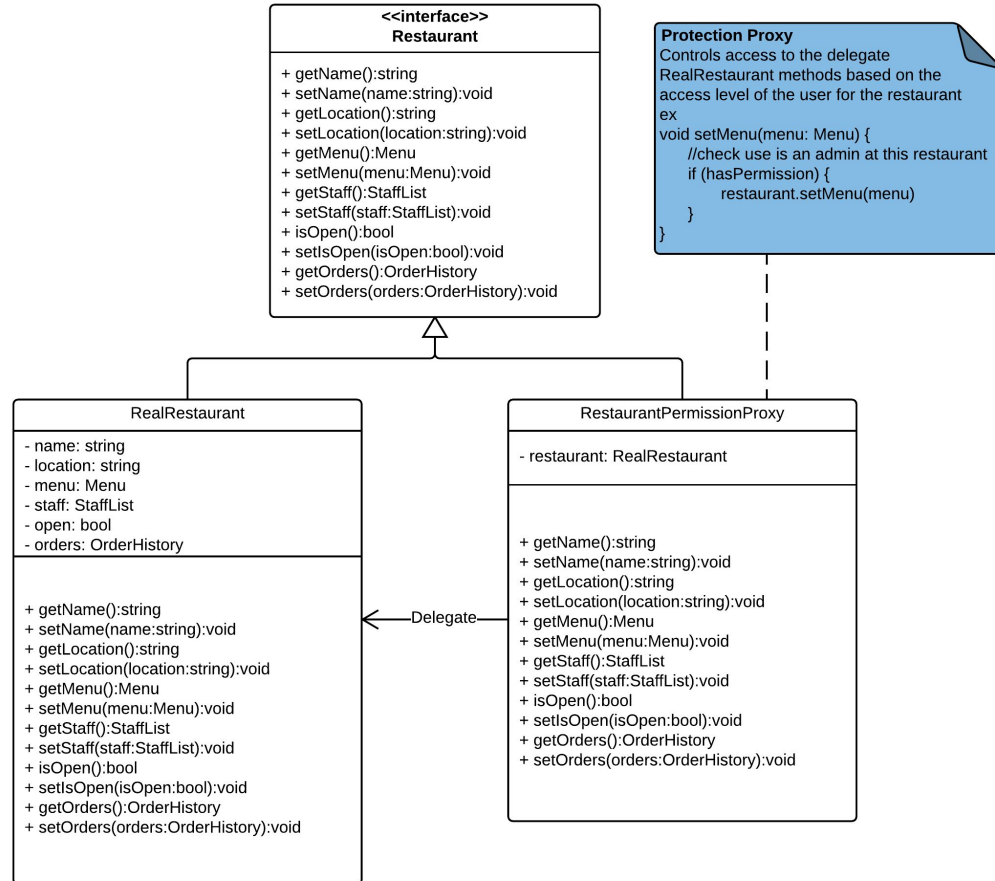 <<interface>>
Restaurant
+ getName():string
+ setName(name:string):void
+ getLocation():string
+ setLocation(location:string):void
+ getMenu():Menu
+ setMenu(menu:Menu):void
+ getStaff():StaffList
+ setStaff(staff:StaffList):void
+ isOpen():bool
+ setIsOpen(isOpen:bool):void
+ getOrders():OrderHistory
+ setOrders(orders:OrderHistory):void
Protection Proxy
Controls access to the delegate
RealRestaurant methods based on the
access level of the user for the restaurant
ex
void setMenu(menu: Menu) {
//check use is an admin at this restaurant
if (hasPermission) {
restaurant.setMenu(menu)
}
}
RealRestaurant
- name: string
- location: string
- menu: Menu
- staff: StaffList
- open: bool
- orders: OrderHistory
+ getName():string
+ setName(name:string):void
+ getLocation():string
+ setLocation(location:string):void
+ getMenu():Menu
+ setMenu(menu:Menu):void
+ getStaff():StaffList
+ setStaff(staff:StaffList):void
+ isOpen():bool
+ setIsOpen(isOpen:bool):void
+ getOrders():OrderHistory
+ setOrders(orders:OrderHistory):void
Delegate
RestaurantPermissionProxy
- restaurant: RealRestaurant
+ getName():string
+ setName(name:string):void
+ getLocation():string
+ setLocation(location:string):void
+ getMenu():Menu
+ setMenu(menu:Menu):void
+ getStaff():StaffList
+ setStaff(staff:StaffList):void
+ isOpen():bool
+ setIsOpen(isOpen:bool):void
+ getOrders():OrderHistory
+ setOrders(orders:OrderHistory):void